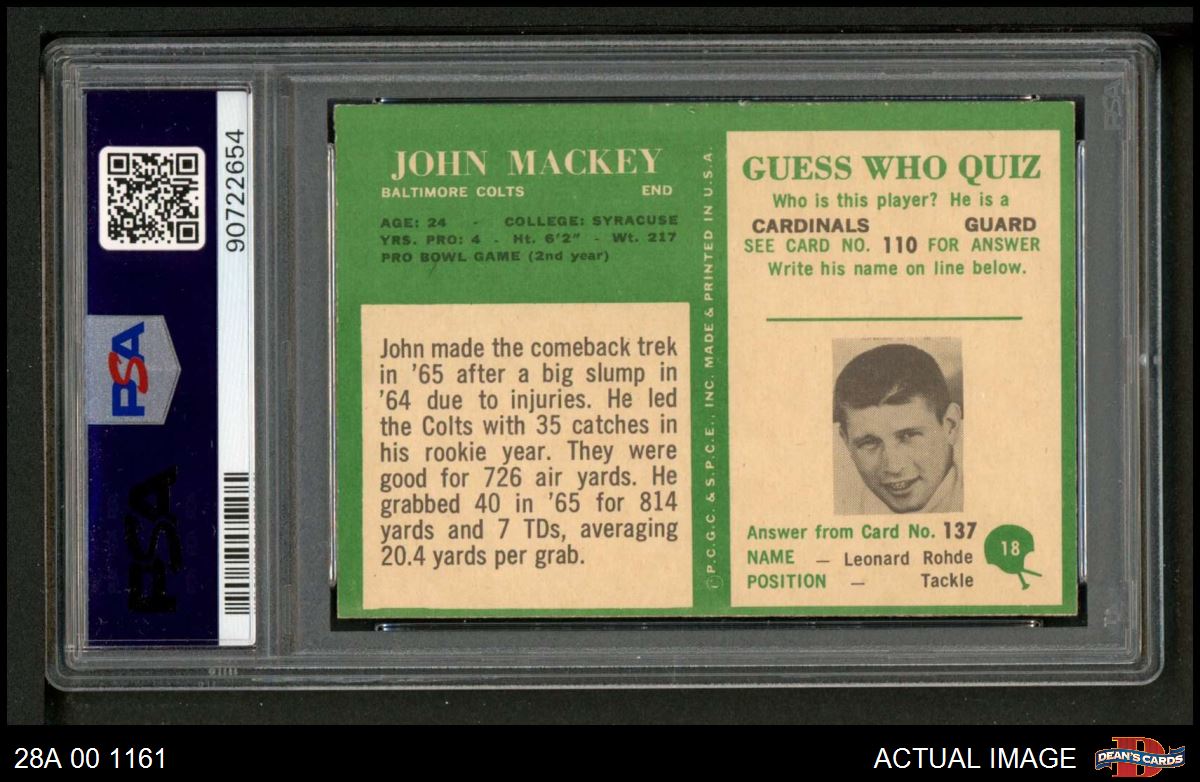 90722654
PSA
PSA
JOHN MACKEY
BALTIMORE COLTS END
AGE: 24 - COLLEGE: SYRACUSE
YRS. PRO: 4 - Ht. 6'2" - Wt. 217
PRO BOWL GAME (2nd year)
John made the comeback trek
in '65 after a big slump in
'64 due to injuries. He led
the Colts with 35 catches in
his rookie year. They were
good for 726 air yards. He
grabbed 40 in '65 for 814
yards and 7 TDs, averaging
20.4 yards per grab.
Ⓒ P.C.G.C. & S.P.C.E., INC. MADE & PRINTED IN U.S.A.
GUESS WHO QUIZ
Who is this player? He is a
CARDINALS GUARD
SEE CARD NO. 110 FOR ANSWER
Write his name on line below.
Answer from Card No. 137
NAME — Leonard Rohde
POSITION — Tackle
18
PSA
28A 00 1161
ACTUAL IMAGE
DEAN'S CARDS